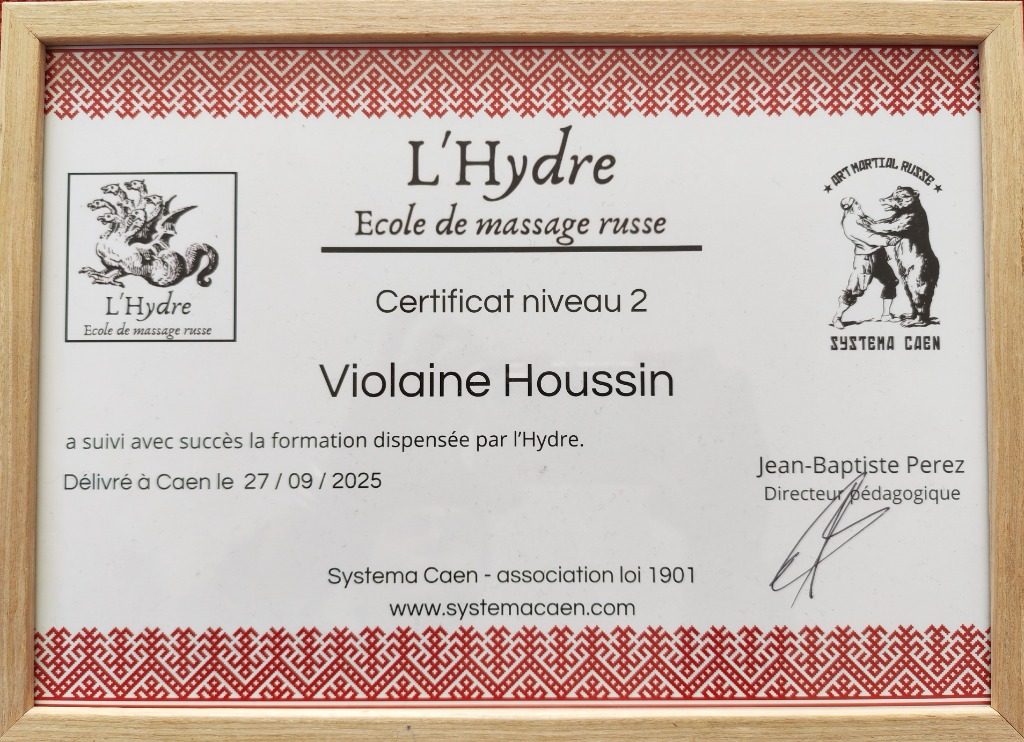 L'Hydre
Ecole de massage russe
L'Hydre
Ecole de massage russe
ART MARTIAL RUSSE
SYSTEMA CAEN
Certificat niveau 2
Violaine Houssin
a suivi avec succès la formation dispensée par l'Hydre.
Délivré à Caen le 27 / 09 / 2025
Jean-Baptiste Perez
Directeur pédagogique
Systema Caen - association loi 1901
www.systemacaen.com